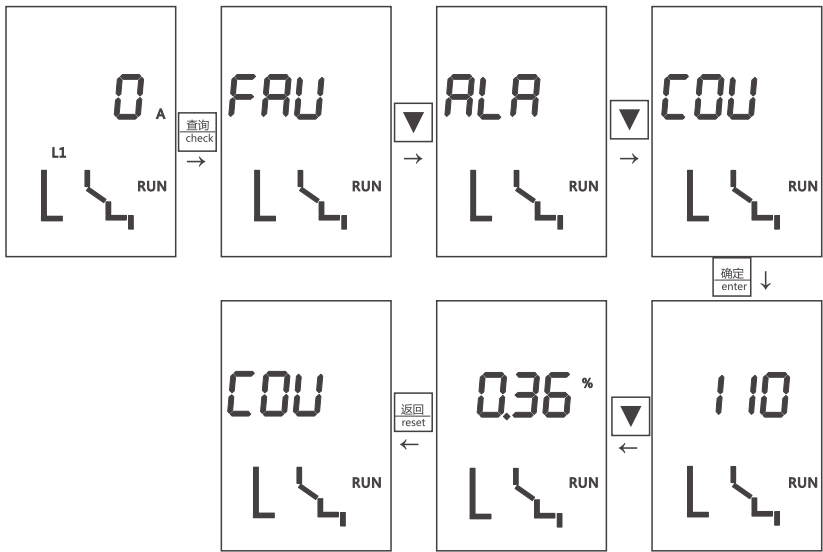 0 A
L1
L RUN
查询
check
→
FAU
L RUN
▼
→
ALA
L RUN
▼
→
COU
L RUN
确定
enter
↓
110
L RUN
▼
←
0.36 %
L RUN
返回
reset
←
COU
L RUN